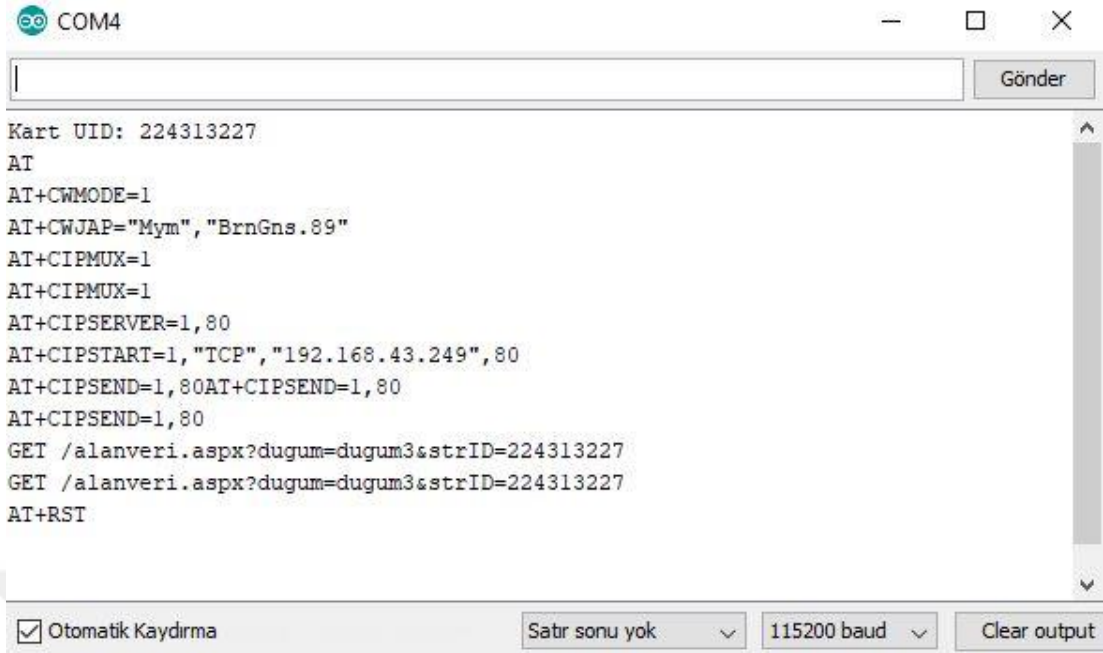 COM4
Gönder
Kart UID: 224313227
AT
AT+CWMODE=1
AT+CWJAP="Mym","BrnGns.89"
AT+CIPMUX=1
AT+CIPMUX=1
AT+CIPSERVER=1,80
AT+CIPSTART=1,"TCP","192.168.43.249",80
AT+CIPSEND=1,80AT+CIPSEND=1,80
AT+CIPSEND=1,80
GET /alanveri.aspx?dugum=dugum3&strID=224313227
GET /alanveri.aspx?dugum=dugum3&strID=224313227
AT+RST
Otomatik Kaydırma Satır sonu yok 115200 baud Clear output